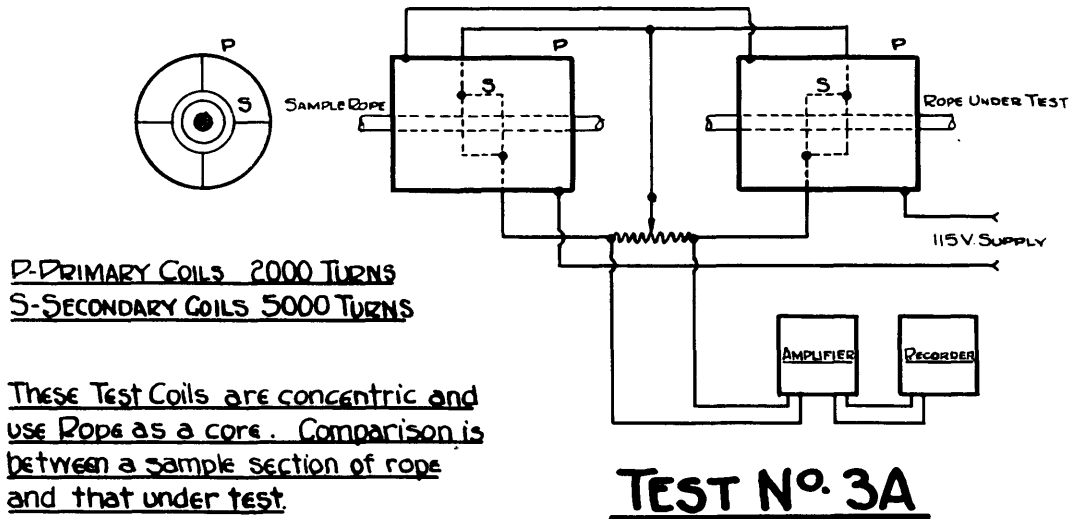 P
S
SAMPLE ROPE
P
S
P
S
ROPE UNDER TEST
115 V. SUPPLY
P-PRIMARY COILS 2000 TURNS
S-SECONDARY COILS 5000 TURNS
AMPLIFIER
RECORDER
These Test Coils are concentric and
use Rope as a core. Comparison is
between a sample section of rope
and that under test.
TEST No. 3A